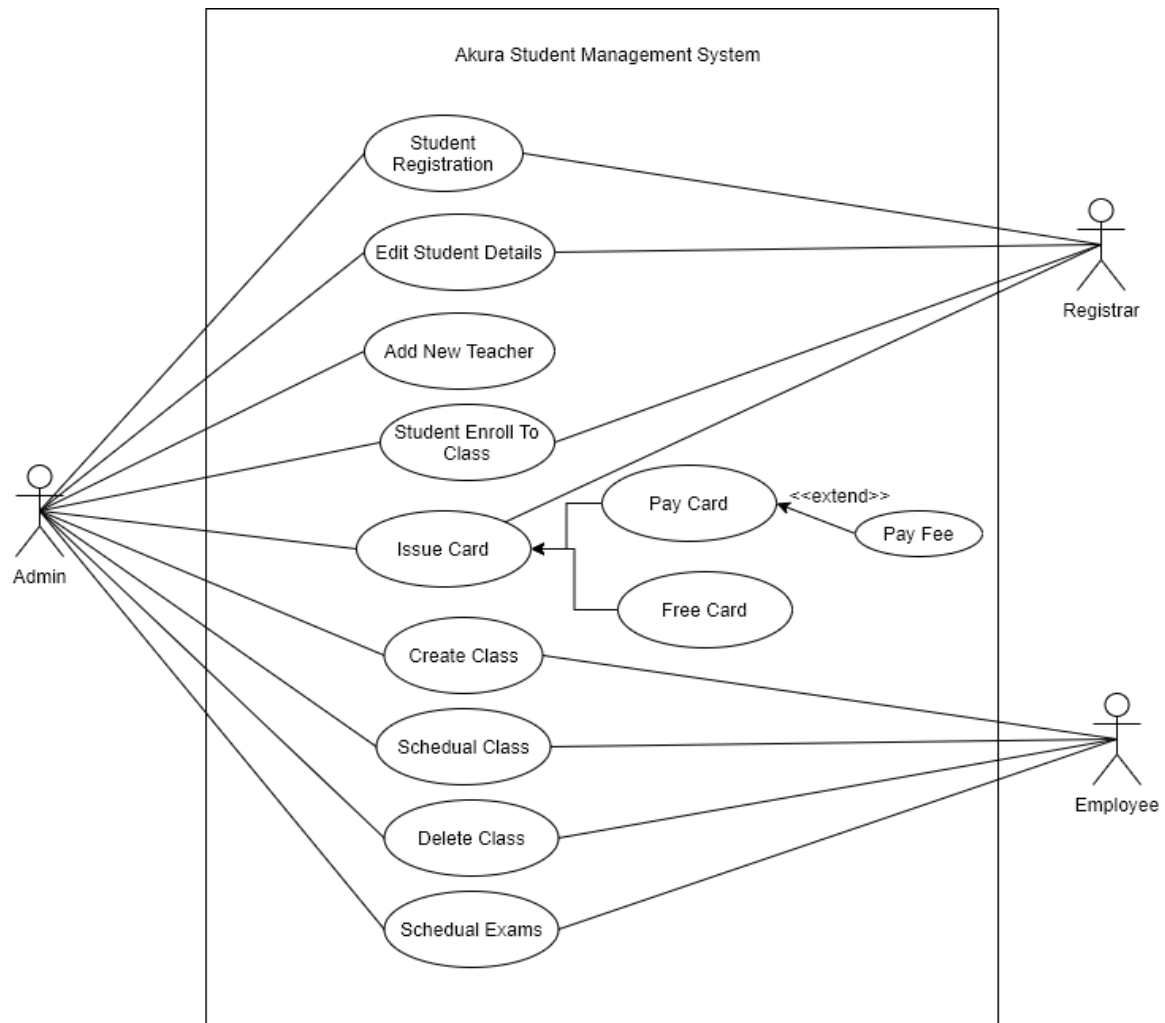 Akura Student Management System
Student
Registration
Edit Student Details
Registrar
Add New Teacher
Student Enroll To
Class
Pay Card
<<extend>>
Pay Fee
Issue Card
Admin
Free Card
Create Class
Schedual Class
Employee
Delete Class
Schedual Exams